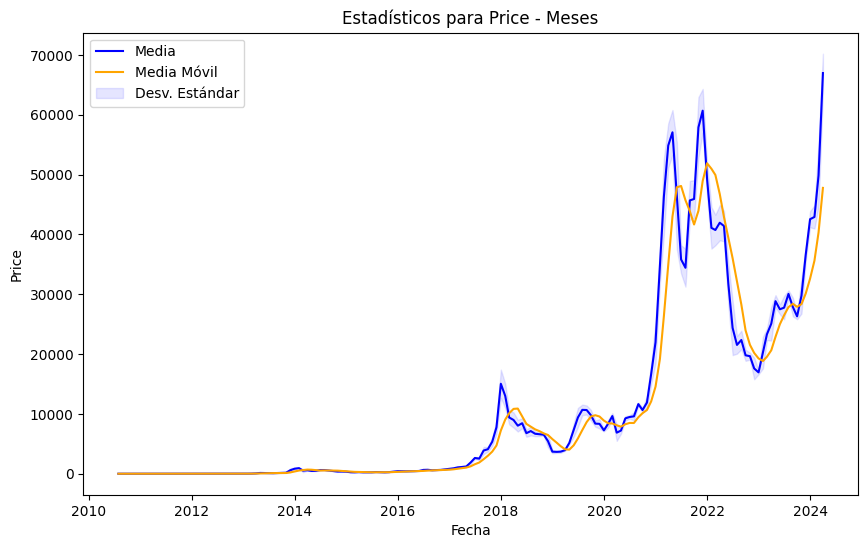 Estadísticos para Price - Meses
Media
Media Móvil
Desv. Estándar
Price
70000
60000
50000
40000
30000
20000
10000
0
2010 2012 2014 2016 2018 2020 2022 2024
Fecha